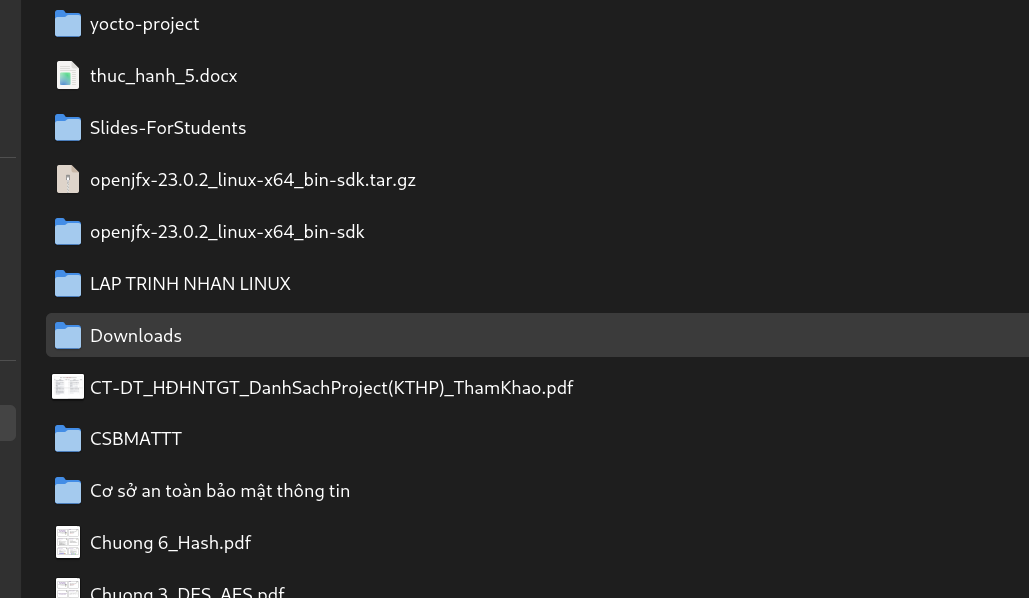 yocto-project
thuc_hanh_5.docx
Slides-ForStudents
openjfx-23.0.2_linux-x64_bin-sdk.tar.gz
openjfx-23.0.2_linux-x64_bin-sdk
LAP TRINH NHAN LINUX
Downloads
CT-DT_HĐHNTGT_DanhSachProject(KTHP)_ThamKhao.pdf
CSBMATTT
Cơ sở an toàn bảo mật thông tin
Chuong 6_Hash.pdf
Chuong 3_DES_AES.pdf